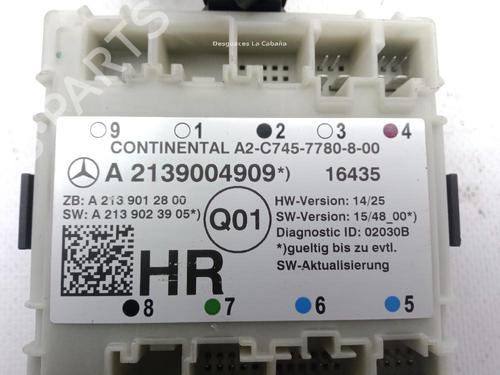 Desguaces La Cabaña
PARTS
9 1 2 3 4
CONTINENTAL A2-C745-7780-8-00
A 2139004909*) 16435
ZB: A 213 901 28 00
SW: A 213 902 39 05*)
Q01
HW-Version: 14/25
SW-Version: 15/48_00*)
Diagnostic ID: 02030B
*)gueltig bis zu evtl.
SW-Aktualisierung
HR
8 7 6 5